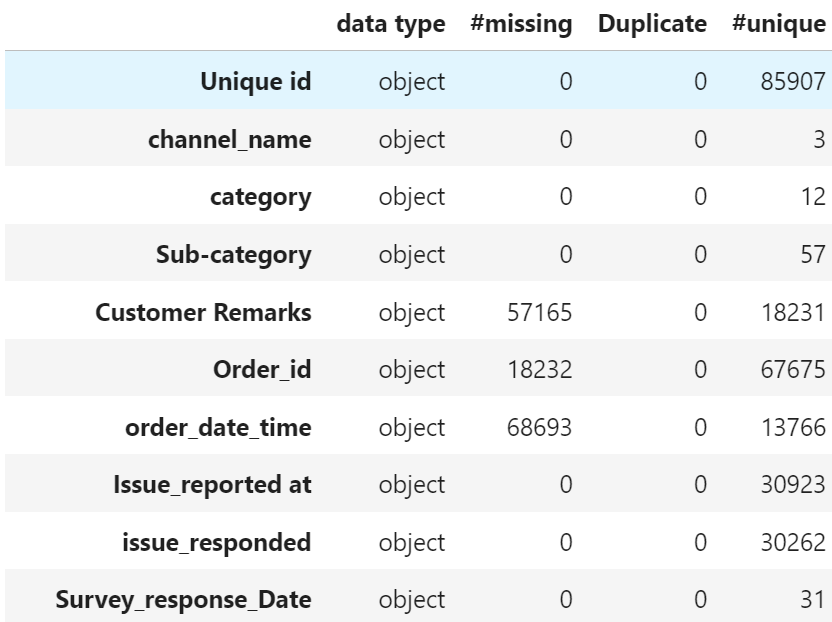 data type #missing Duplicate #unique
Unique id object 0 0 85907
channel_name object 0 0 3
category object 0 0 12
Sub-category object 0 0 57
Customer Remarks object 57165 0 18231
Order_id object 18232 0 67675
order_date_time object 68693 0 13766
Issue_reported at object 0 0 30923
issue_responded object 0 0 30262
Survey_response_Date object 0 0 31